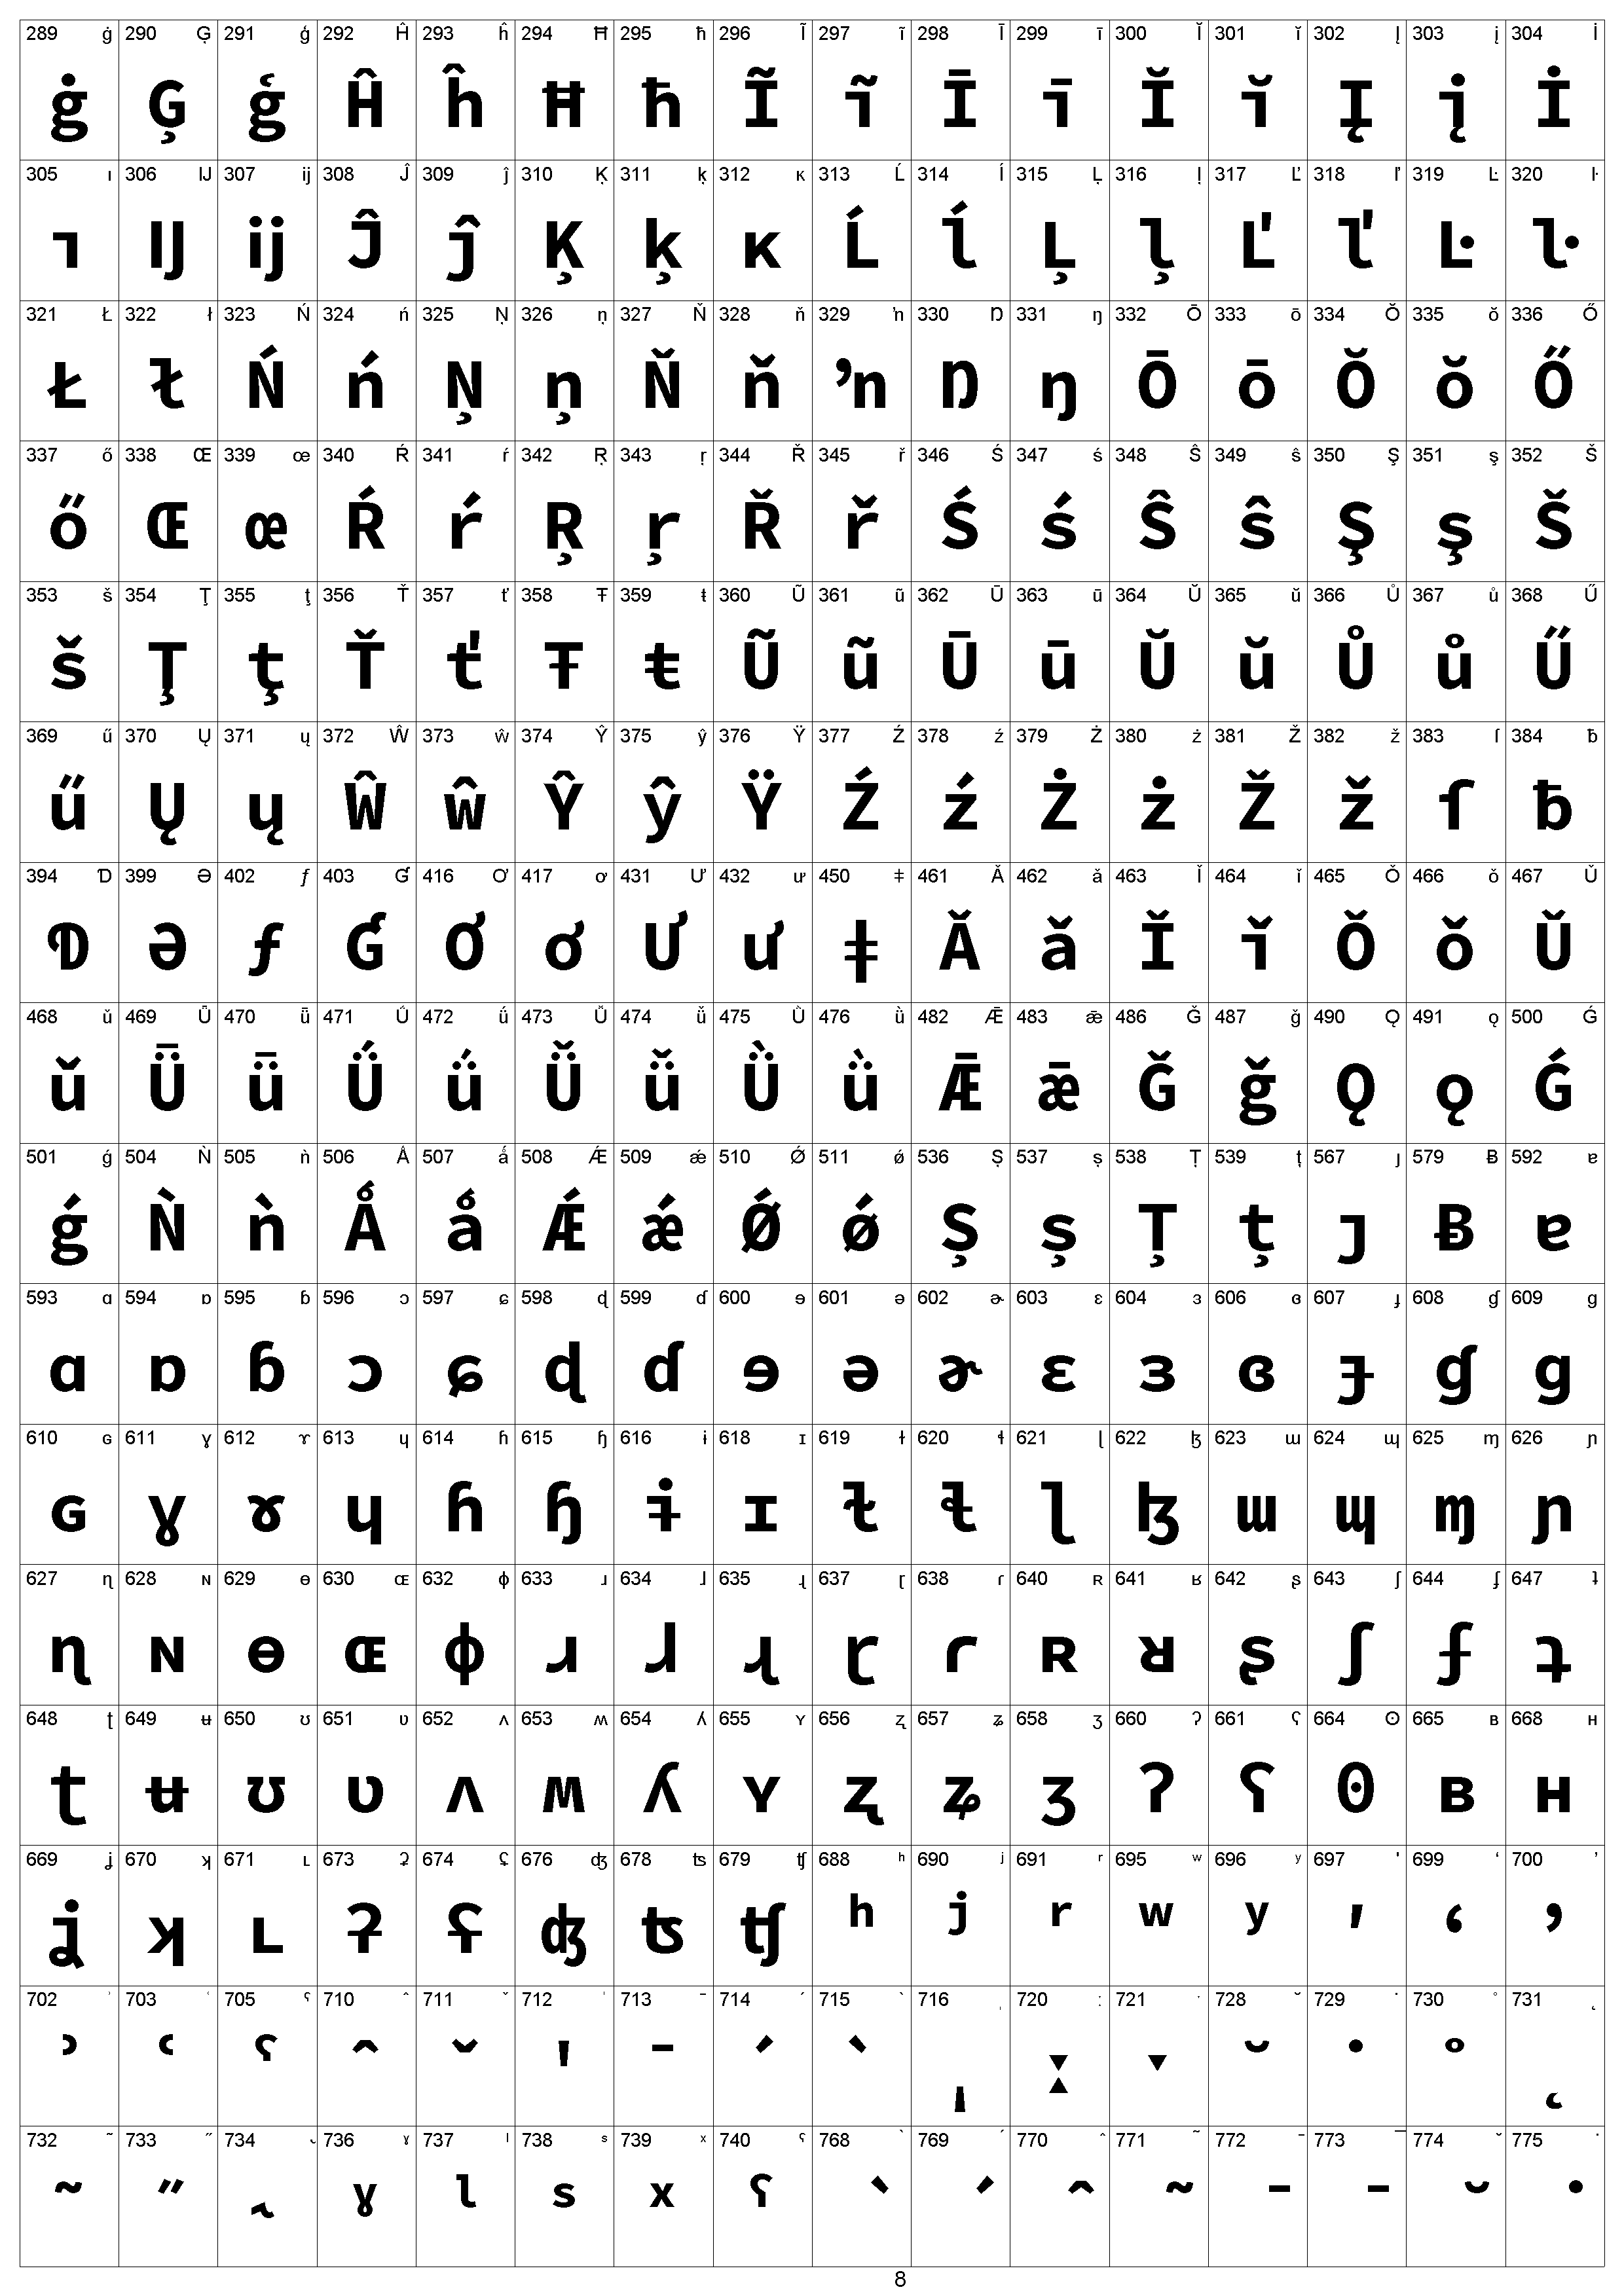 289 ġ 290 Ģ 291 ģ 292 Ĥ 293 ĥ 294 Ħ 295 ħ 296 Ĩ 297 ĩ 298 Ī 299 ī 300 Ĭ 301 ĭ 302 Į 303 į 304 İ
ġ Ģ ģ Ĥ ĥ Ħ ħ Ĩ ĩ Ī ī Ĭ ĭ Į į İ
305 ı 306 Ĳ 307 ĳ 308 Ĵ 309 ĵ 310 Ķ 311 ķ 312 ĸ 313 Ĺ 314 ĺ 315 Ļ 316 ļ 317 Ľ 318 ľ 319 Ŀ 320 ŀ
ı Ĳ ĳ Ĵ ĵ Ķ ķ ĸ Ĺ ĺ Ļ ļ Ľ ľ Ŀ ŀ
321 Ł 322 ł 323 Ń 324 ń 325 Ņ 326 ņ 327 Ň 328 ň 329 ŉ 330 Ŋ 331 ŋ 332 Ō 333 ō 334 Ŏ 335 ŏ 336 Ő
Ł ł Ń ń Ņ ņ Ň ň ŉ Ŋ ŋ Ō ō Ŏ ŏ Ő
337 ő 338 Œ 339 œ 340 Ŕ 341 ŕ 342 Ŗ 343 ŗ 344 Ř 345 ř 346 Ś 347 ś 348 Ŝ 349 ŝ 350 Ş 351 ş 352 Š
ő Œ œ Ŕ ŕ Ŗ ŗ Ř ř Ś ś Ŝ ŝ Ş ş Š
353 š 354 Ţ 355 ţ 356 Ť 357 ť 358 Ŧ 359 ŧ 360 Ũ 361 ũ 362 Ū 363 ū 364 Ŭ 365 ŭ 366 Ů 367 ů 368 Ű
š Ţ ţ Ť ť Ŧ ŧ Ũ ũ Ū ū Ŭ ŭ Ů ů Ű
369 ű 370 Ų 371 ų 372 Ŵ 373 ŵ 374 Ŷ 375 ŷ 376 Ÿ 377 Ź 378 ź 379 Ż 380 ż 381 Ž 382 ž 383 ſ 384 ƀ
ű Ų ų Ŵ ŵ Ŷ ŷ Ÿ Ź ź Ż ż Ž ž ſ ƀ
394 Ɗ 399 Ə 402 ƒ 403 Ɠ 416 Ơ 417 ơ 431 Ư 432 ư 450 ǂ 461 Ǎ 462 ǎ 463 Ǐ 464 ǐ 465 Ǒ 466 ǒ 467 Ǔ
Ɗ Ə ƒ Ɠ Ơ ơ Ư ư ǂ Ǎ ǎ Ǐ ǐ Ǒ ǒ Ǔ
468 ǔ 469 Ǖ 470 ǖ 471 Ǘ 472 ǘ 473 Ǚ 474 ǚ 475 Ǜ 476 ǜ 482 Ǣ 483 ǣ 486 Ǧ 487 ǧ 490 Ǫ 491 ǫ 500 Ǵ
ǔ Ǖ ǖ Ǘ ǘ Ǚ ǚ Ǜ ǜ Ǣ ǣ Ǧ ǧ Ǫ ǫ Ǵ
501 ǵ 504 Ǹ 505 ǹ 506 Ǻ 507 ǻ 508 Ǽ 509 ǽ 510 Ǿ 511 ǿ 536 Ș 537 ș 538 Ț 539 ț 567 ȷ 579 Ƀ 592 ɐ
ǵ Ǹ ǹ Ǻ ǻ Ǽ ǽ Ǿ ǿ Ș ș Ț ț ȷ Ƀ ɐ
593 ɑ 594 ɒ 595 ɓ 596 ɔ 597 ɕ 598 ɖ 599 ɗ 600 ɘ 601 ə 602 ɚ 603 ɛ 604 ɜ 606 ɞ 607 ɟ 608 ɠ 609 ɡ
ɑ ɒ ɓ ɔ ɕ ɖ ɗ ɘ ə ɚ ɛ ɜ ɞ ɟ ɠ ɡ
610 ɢ 611 ɣ 612 ɤ 613 ɥ 614 ɦ 615 ɧ 616 ɨ 618 ɪ 619 ɫ 620 ɬ 621 ɭ 622 ɮ 623 ɯ 624 ɰ 625 ɱ 626 ɲ
ɢ ɣ ɤ ɥ ɦ ɧ ɨ ɪ ɫ ɬ ɭ ɮ ɯ ɰ ɱ ɲ
627 ɳ 628 ɴ 629 ɵ 630 ɶ 632 ɸ 633 ɹ 634 ɺ 635 ɻ 637 ɽ 638 ɾ 640 ʀ 641 ʁ 642 ʂ 643 ʃ 644 ʄ 647 ʇ
ɳ ɴ ɵ ɶ ɸ ɹ ɺ ɻ ɽ ɾ ʀ ʁ ʂ ʃ ʄ ʇ
648 ʈ 649 ʉ 650 ʊ 651 ʋ 652 ʌ 653 ʍ 654 ʎ 655 ʏ 656 ʐ 657 ʑ 658 ʒ 660 ʔ 661 ʕ 664 ʘ 665 ʙ 668 ʜ
ʈ ʉ ʊ ʋ ʌ ʍ ʎ ʏ ʐ ʑ ʒ ʔ ʕ ʘ ʙ ʜ
669 ʝ 670 ʞ 671 ʟ 673 ʡ 674 ʢ 676 ʤ 678 ʦ 679 ʧ 688 ʰ 690 ʲ 691 ʳ 695 ʷ 696 ʸ 697 ʹ 699 ʻ 700 ʼ
ʝ ʞ ʟ ʡ ʢ ʤ ʦ ʧ ʰ ʲ ʳ ʷ ʸ ʹ ʻ ʼ
702 ʾ 703 ʿ 705 ˁ 710 ˆ 711 ˇ 712 ˈ 713 ˉ 714 ˊ 715 ˋ 716 ˌ 720 ː 721 ˑ 728 ˘ 729 ˙ 730 ˚ 731 ˛
ʾ ʿ ˁ ˆ ˇ ˈ ˉ ˊ ˋ ˌ ː ˑ ˘ ˙ ˚ ˛
732 ˜ 733 ˝ 734 ˞ 736 ˠ 737 ˡ 738 ˢ 739 ˣ 740 ˤ 768 ̀ 769 ́ 770 ̂ 771 ̃ 772 ̄ 773 ̅ 774 ̆ 775 ̇
˜ ˝ ˞ ˠ ˡ ˢ ˣ ˤ ̀ ́ ̂ ̃ ̄ ̅ ̆ ̇
8